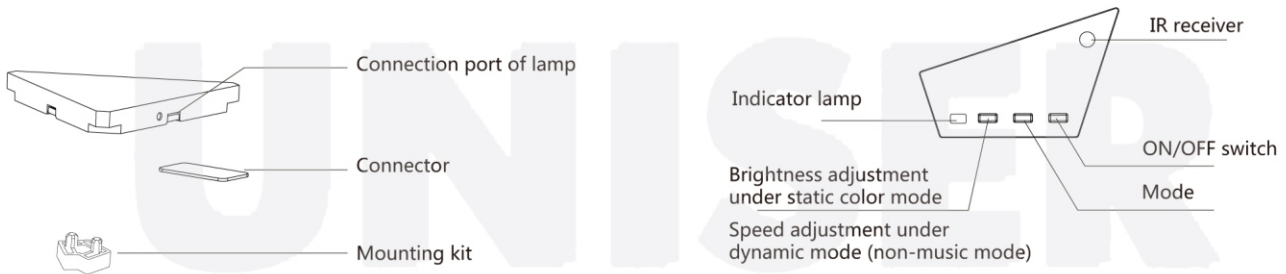 UNISER
Connection port of lamp
Connector
Mounting kit
IR receiver
Indicator lamp
ON/OFF switch
Brightness adjustment
under static color mode
Mode
Speed adjustment under
dynamic mode (non-music mode)